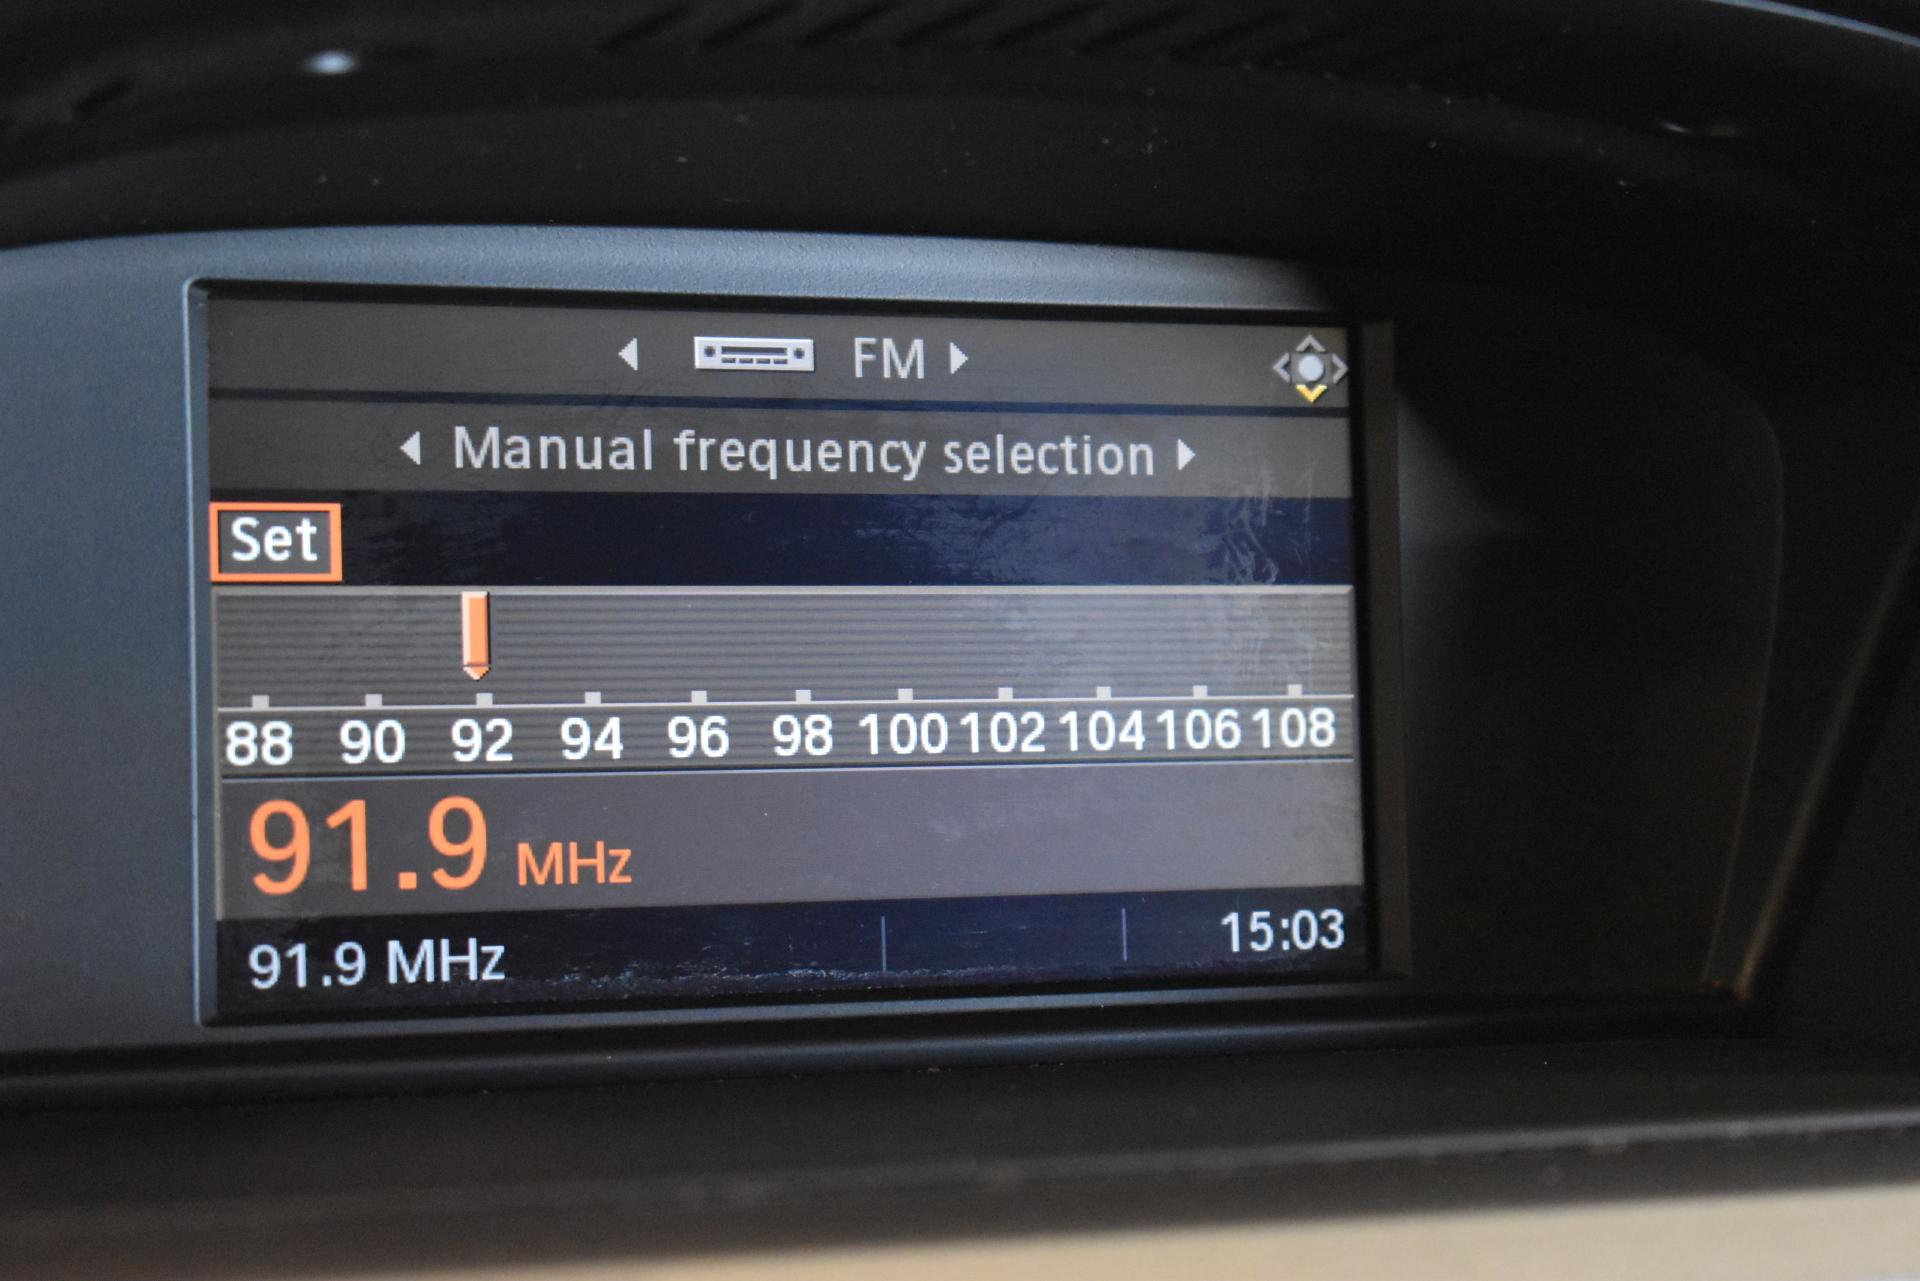 FM
Manual frequency selection
Set
88 90 92 94 96 98 100 102 104 106 108
91.9 MHz
91.9 MHz 15:03